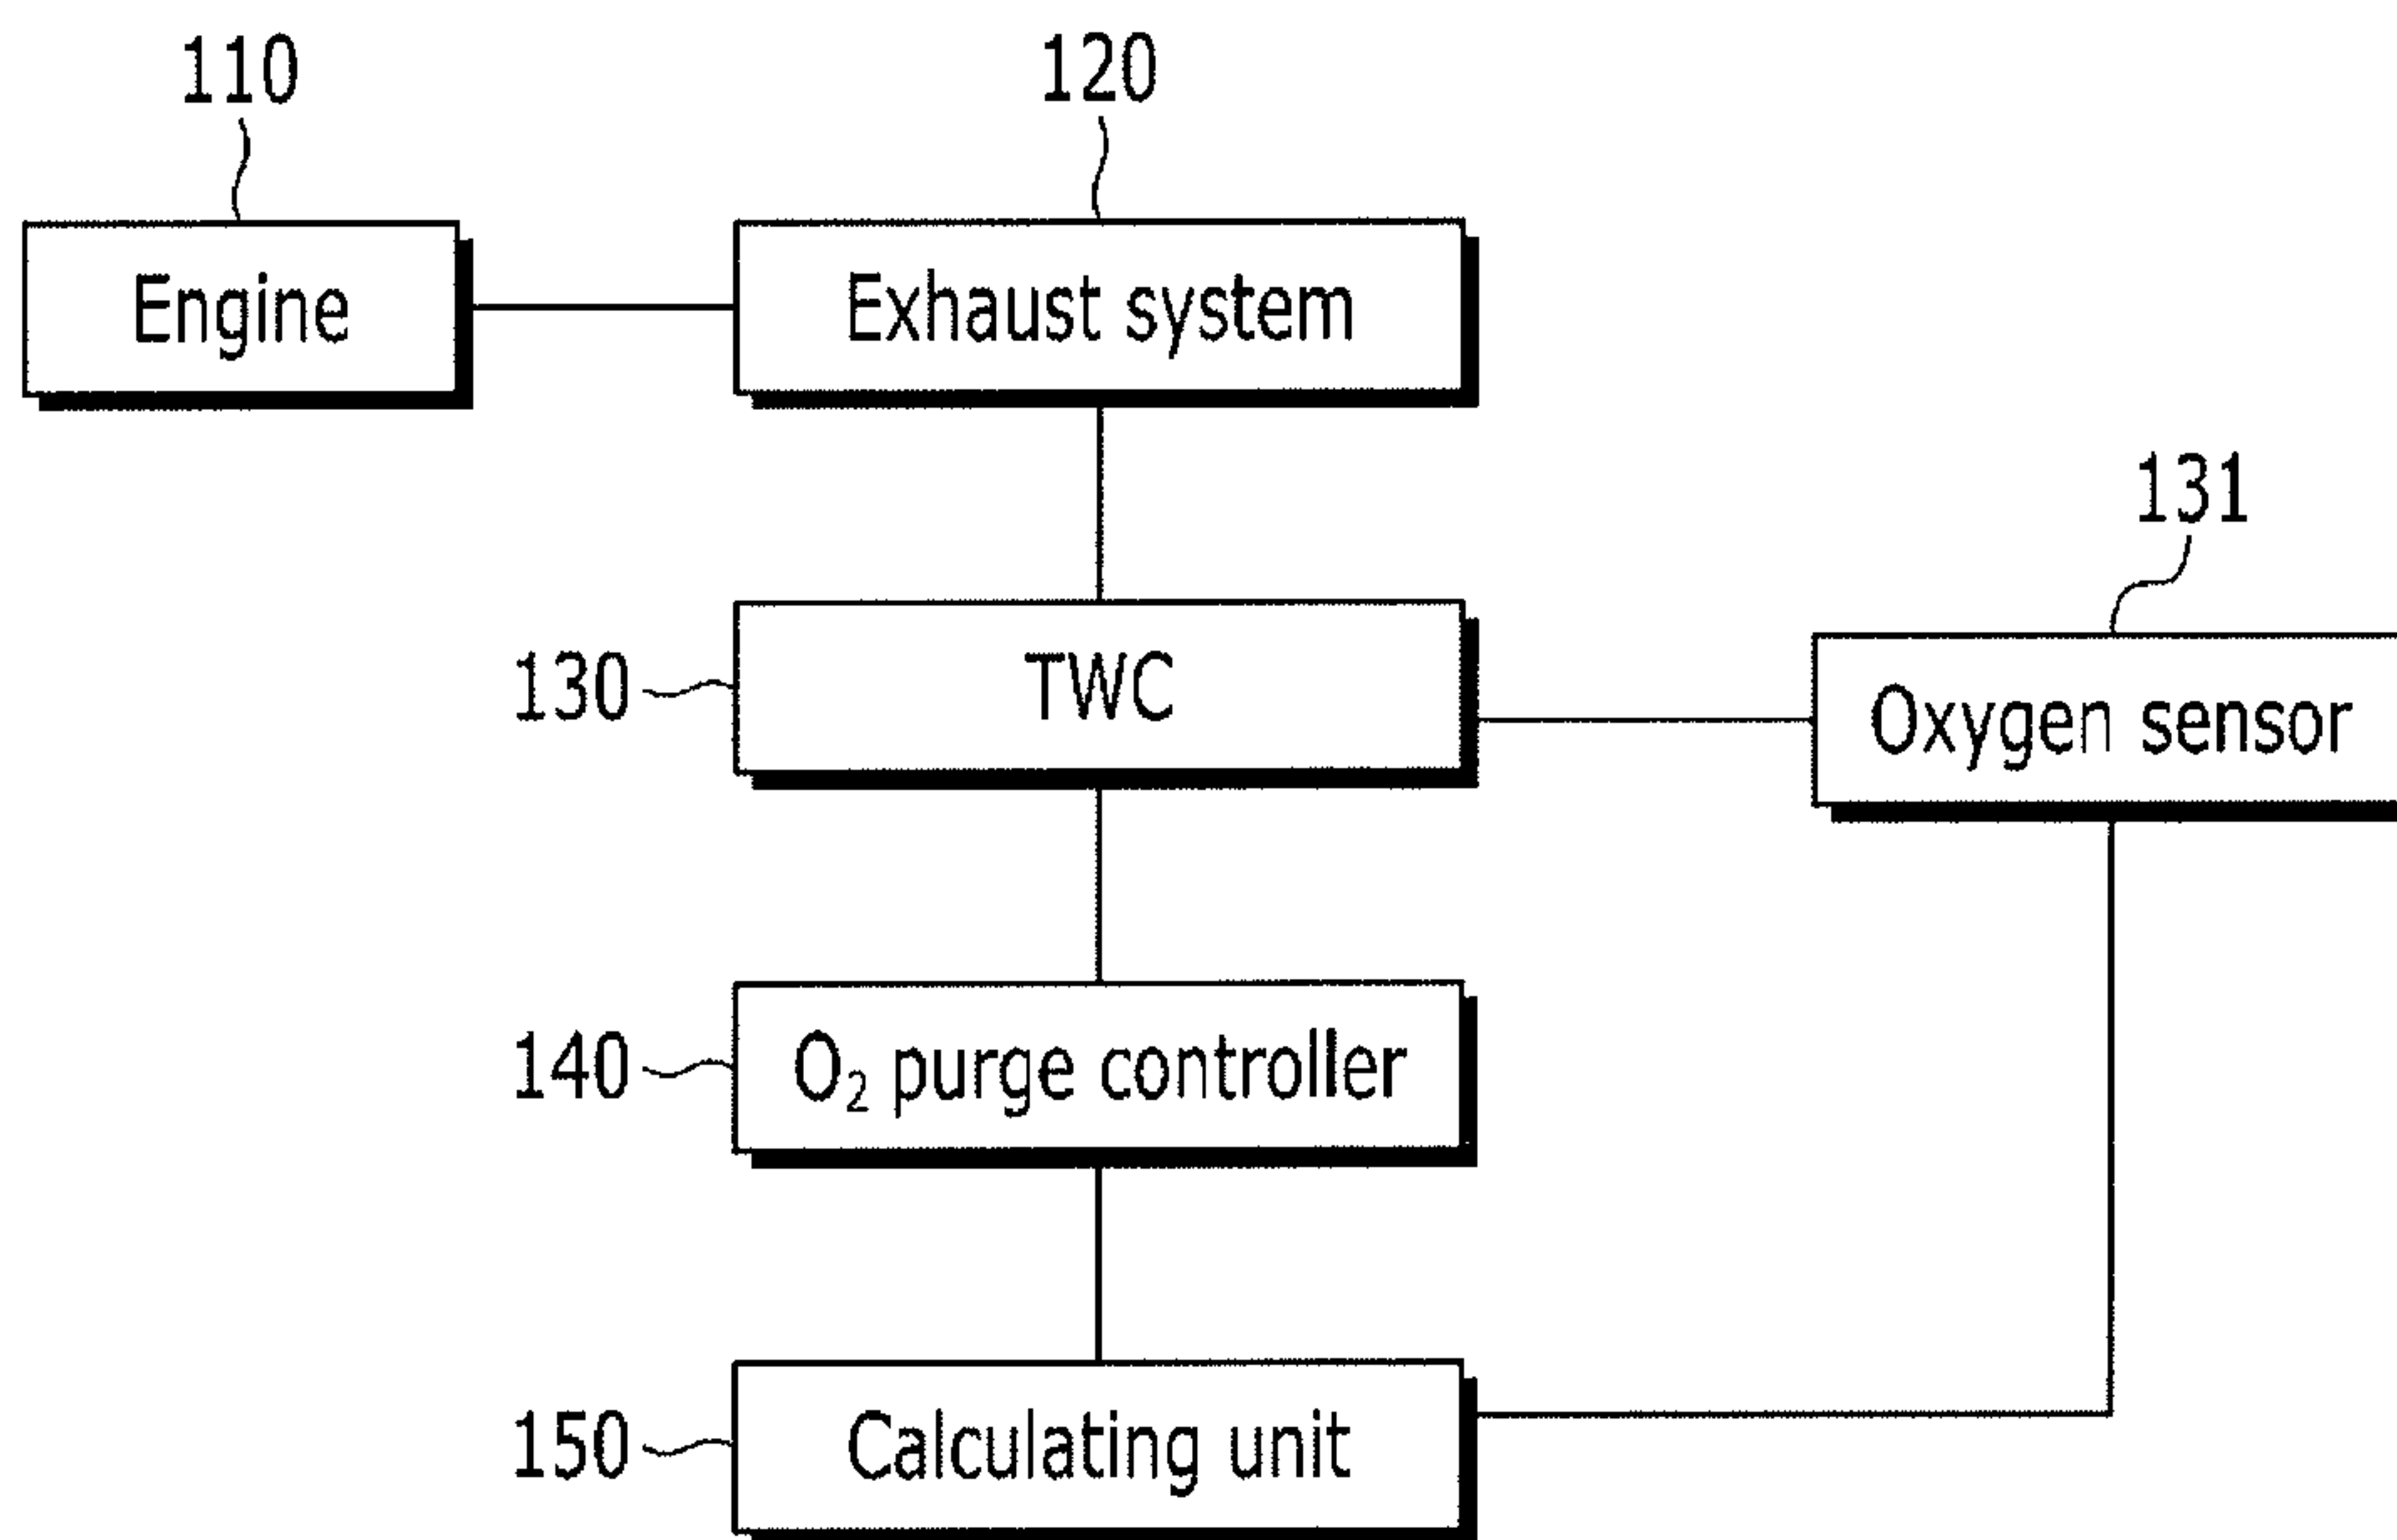 110
120
Engine
Exhaust system
131
130
TWC
Oxygen sensor
140
O₂ purge controller
150
Calculating unit